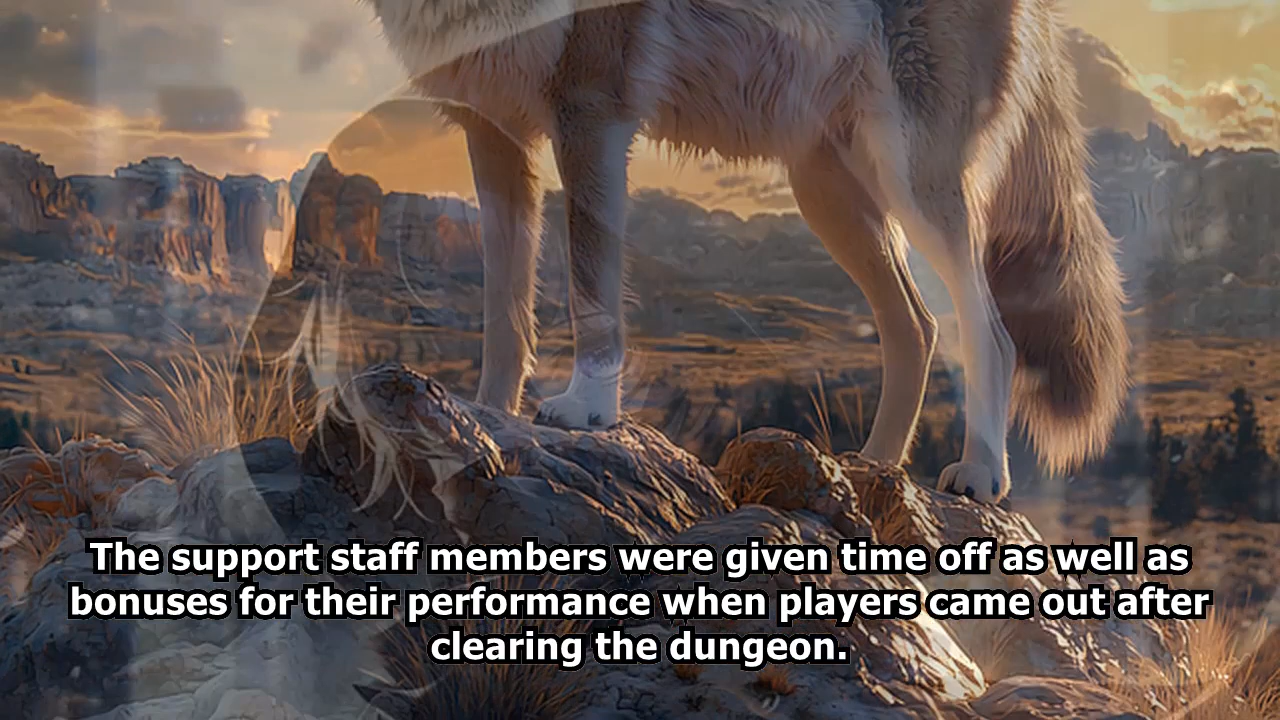 The support staff members were given time off as well as
bonuses for their performance when players came out after
clearing the dungeon.